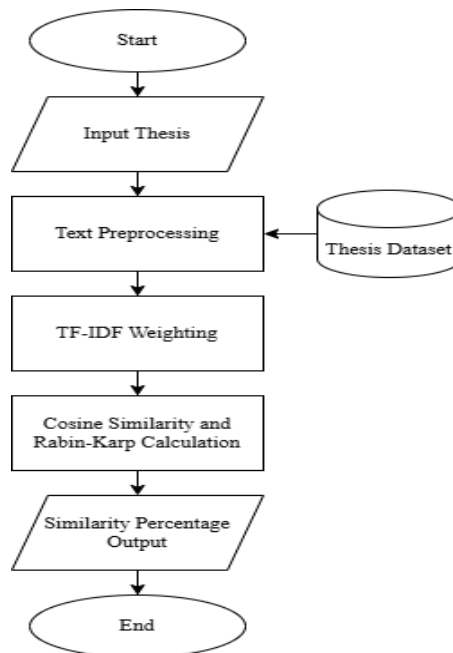 Start
Input Thesis
Text Preprocessing
Thesis Dataset
TF-IDF Weighting
Cosine Similarity and
Rabin-Karp Calculation
Similarity Percentage
Output
End